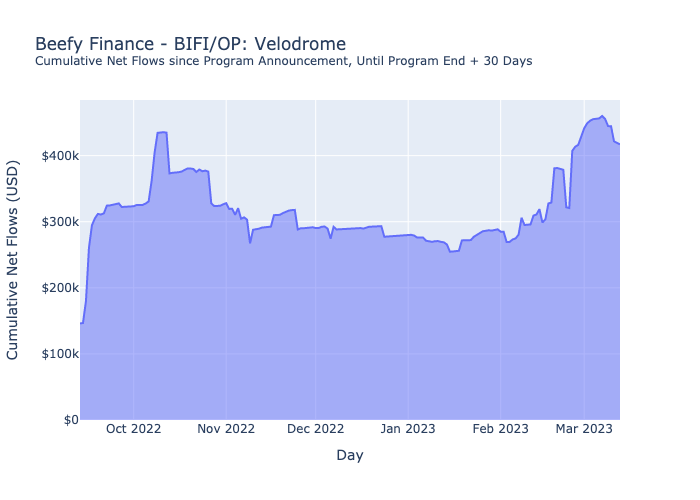 Beefy Finance - BIFI/OP: Velodrome
Cumulative Net Flows since Program Announcement, Until Program End + 30 Days
Cumulative Net Flows (USD)
$400k
$300k
$200k
$100k
$0
Oct 2022
Nov 2022
Dec 2022
Jan 2023
Feb 2023
Mar 2023
Day